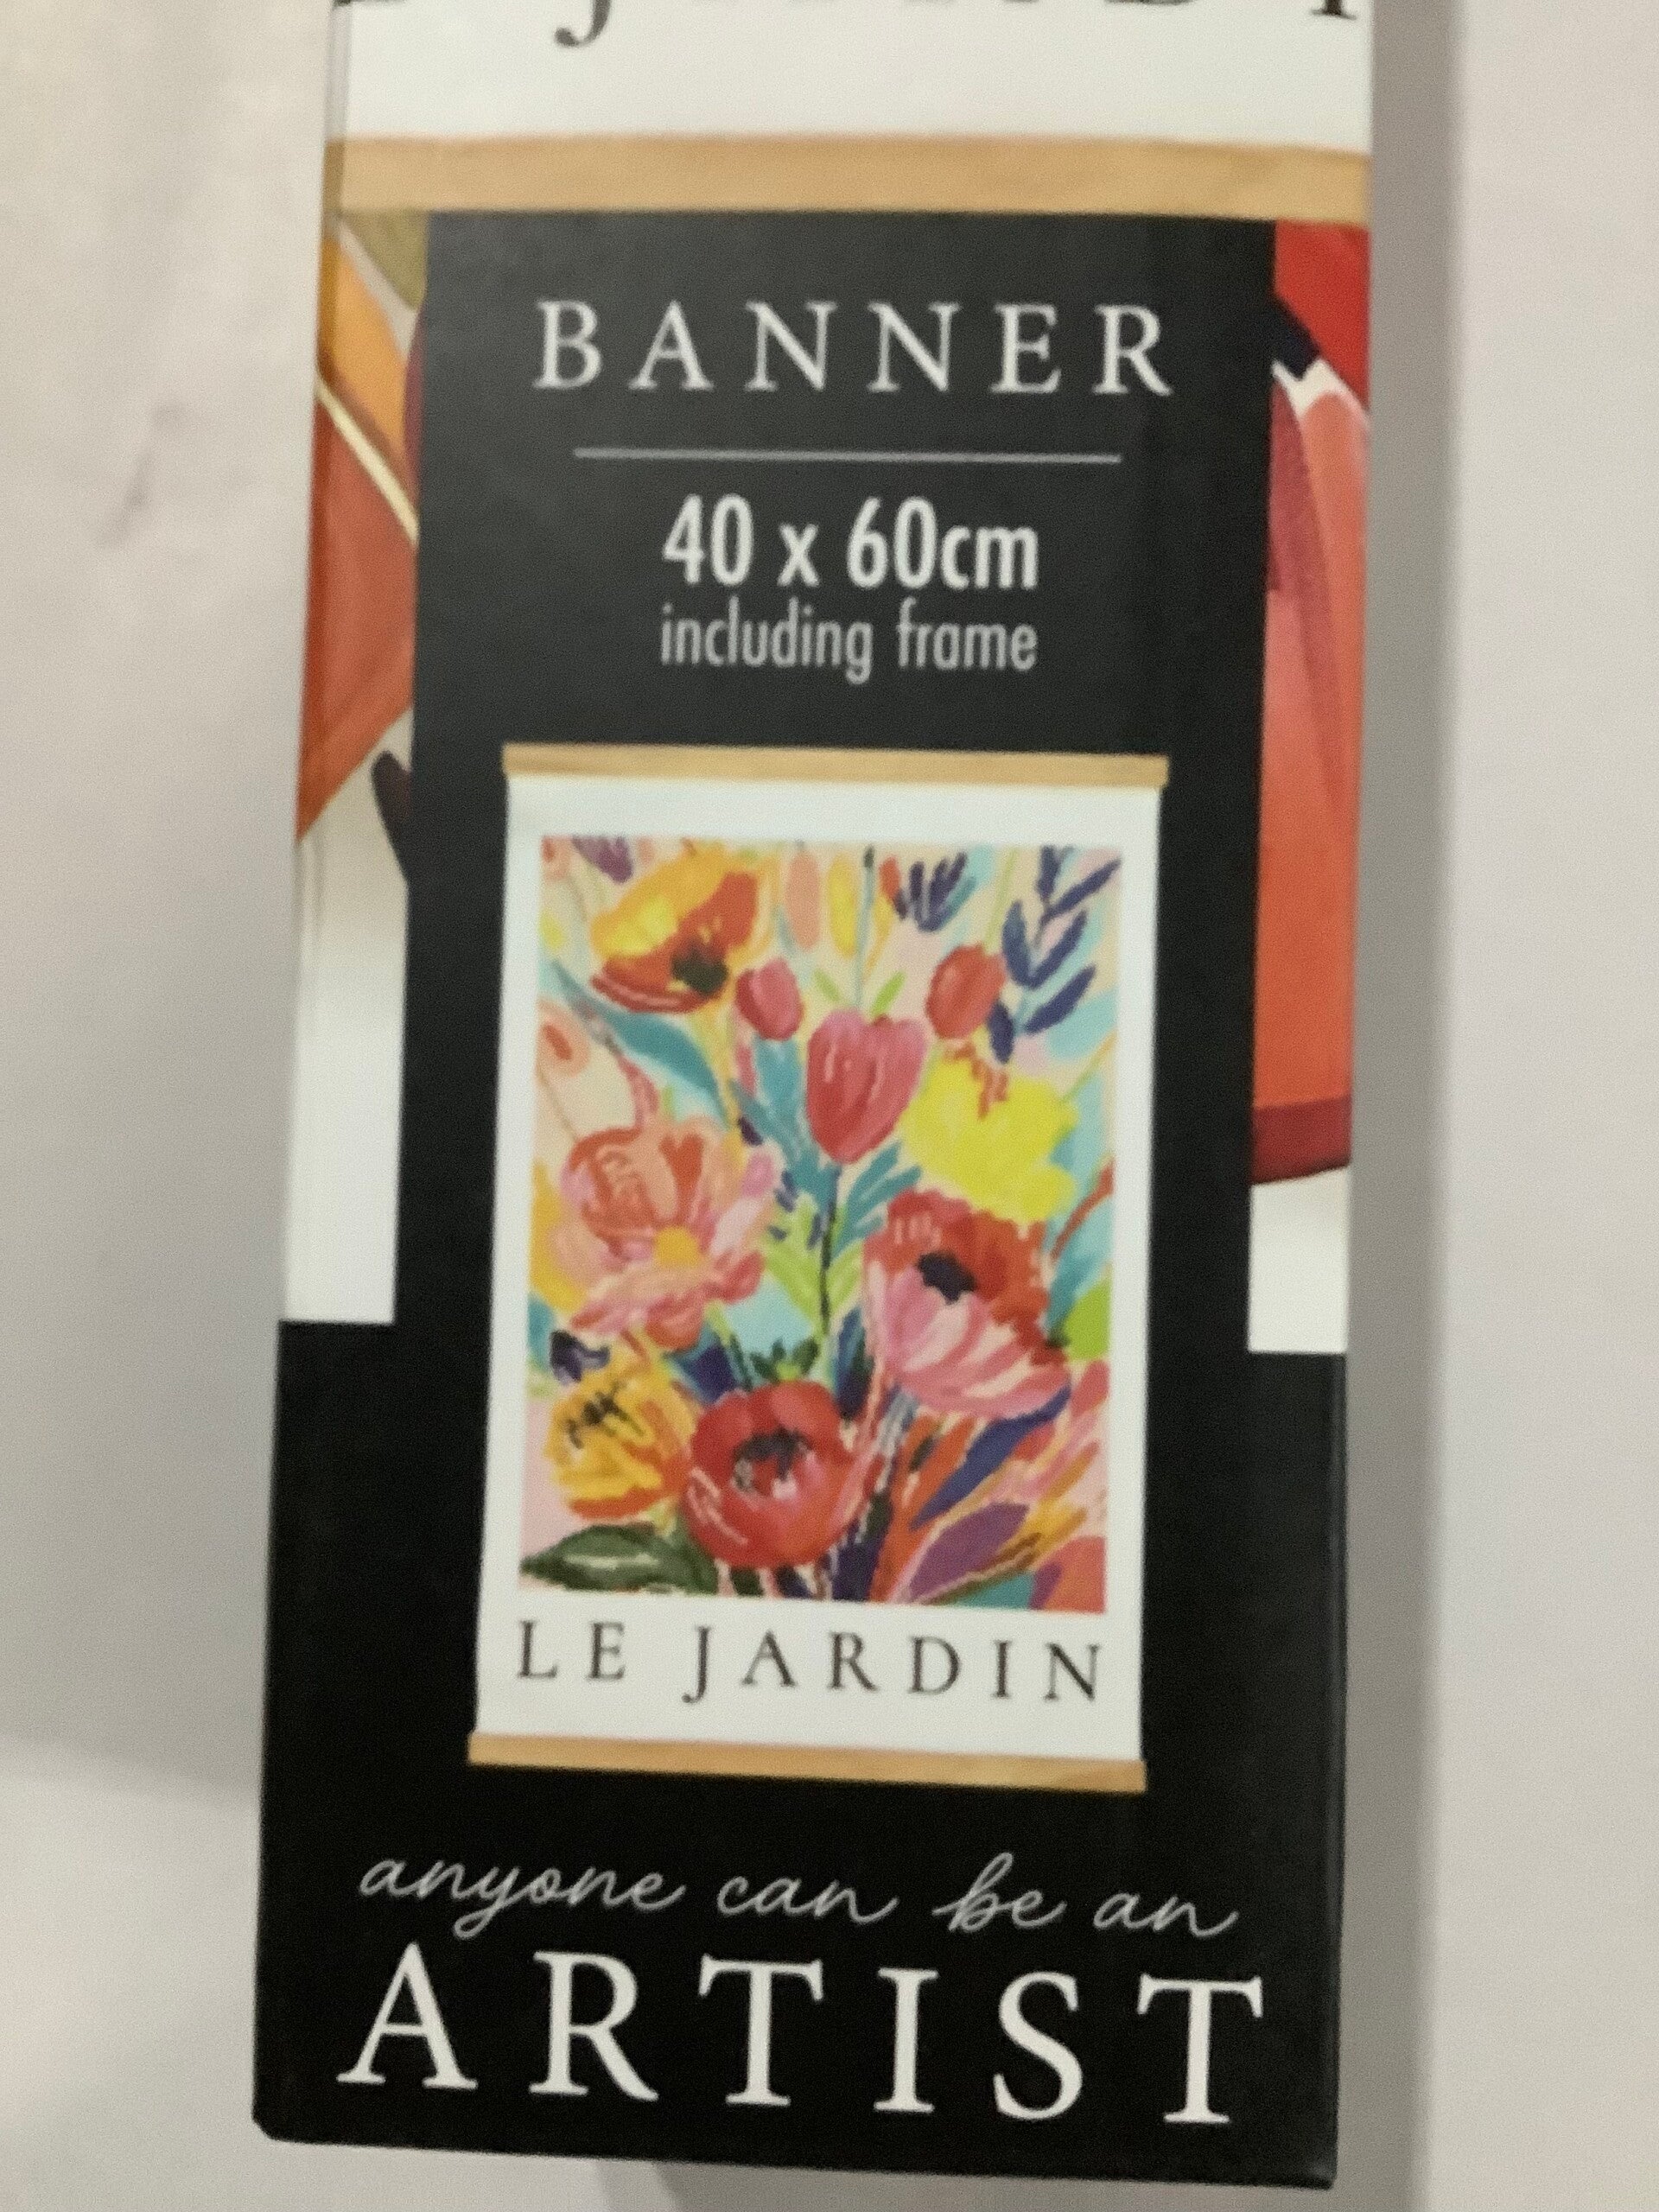 BANNER
40 x 60cm
including frame
LE JARDIN
anyone can be an
ARTIST